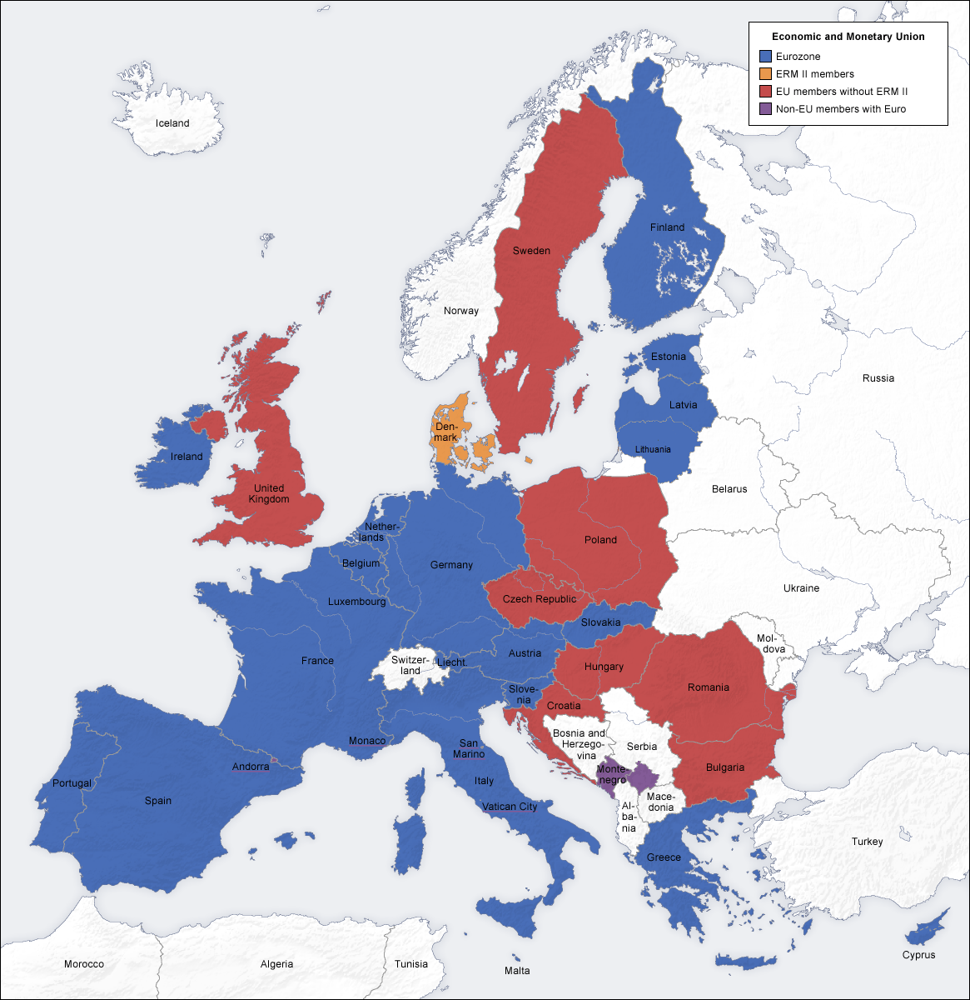 Economic and Monetary Union
Eurozone
ERM II members
EU members without ERM II
Non-EU members with Euro
Iceland
Finland
Sweden
Norway
Estonia
Russia
Latvia
Den-
mark
Lithuania
Ireland
United
Kingdom
Belarus
Nether-
lands
Poland
Belgium
Germany
Ukraine
Luxembourg
Czech Republic
Slovakia
Mol-
dova
Austria
France
Switzer-
land
Liecht.
Hungary
Slove-
nia
Romania
Croatia
Monaco
Bosnia and
Herzego-
vina
San
Marino
Serbia
Andorra
Bulgaria
Monte-
negro
Portugal
Spain
Italy
Vatican City
Mace-
donia
Al-
ba-
nia
Turkey
Greece
Cyprus
Morocco
Algeria
Tunisia
Malta